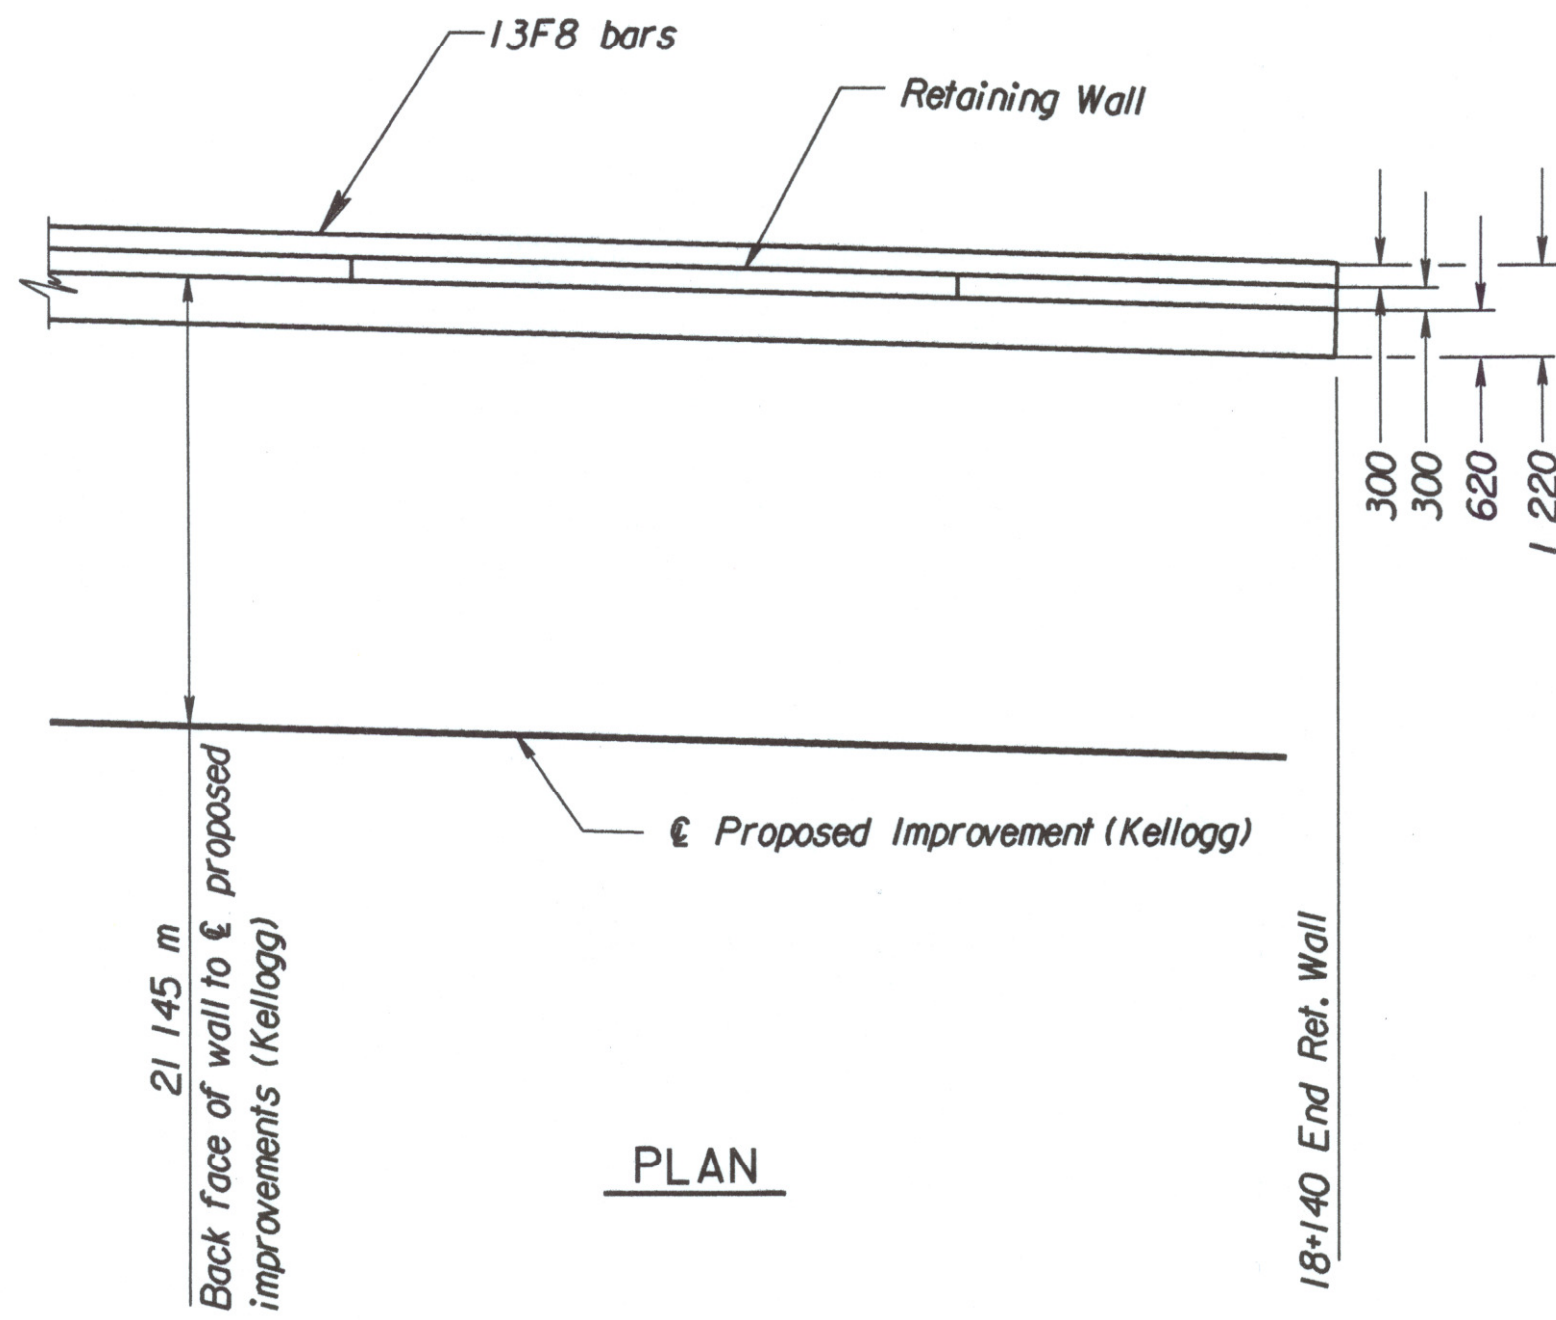 13F8 bars
Retaining Wall
300
300
620
1 220
℄ Proposed Improvement (Kellogg)
21 145 m
Back face of wall to ℄ proposed
improvements (Kellogg)
18+140 End Ret. Wall
PLAN